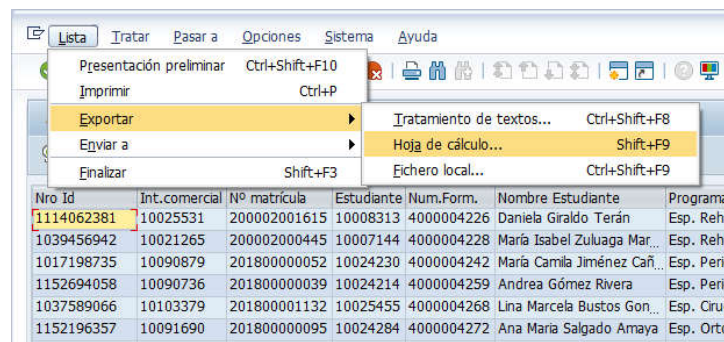 Lista Tratar Pasar a Opciones Sistema Ayuda
Presentación preliminar Ctrl+Shift+F10
Imprimir Ctrl+P
Exportar
Tratamiento de textos... Ctrl+Shift+F8
Enviar a
Hoja de cálculo... Shift+F9
Finalizar Shift+F3
Fichero local... Ctrl+Shift+F9
Nro Id Int.comercial Nº matrícula Estudiante Num.Form. Nombre Estudiante Programa
1114062381 10025531 200002001615 10008313 4000004226 Daniela Giraldo Terán Esp. Reh
1039456942 10021265 200002000445 10007144 4000004228 María Isabel Zuluaga Mar... Esp. Reh
1017198735 10090879 201800000052 10024230 4000004242 María Camila Jiménez Cañ... Esp. Peri
1152694058 10090736 201800000039 10024214 4000004259 Andrea Gómez Rivera Esp. Peri
1037589066 10103379 201800001132 10025455 4000004268 Lina Marcela Bustos Gon... Esp. Ciru
1152196357 10091690 201800000095 10024284 4000004272 Ana Maria Salgado Amaya Esp. Orto